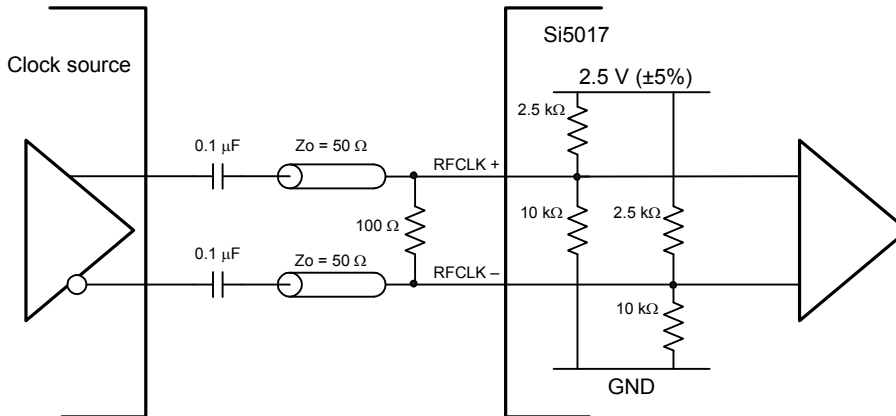 Si5017
Clock source
2.5 V (±5%)
2.5 kΩ
0.1 μF
Zo = 50 Ω
RFCLK +
100 Ω
10 kΩ
2.5 kΩ
0.1 μF
Zo = 50 Ω
RFCLK –
10 kΩ
GND